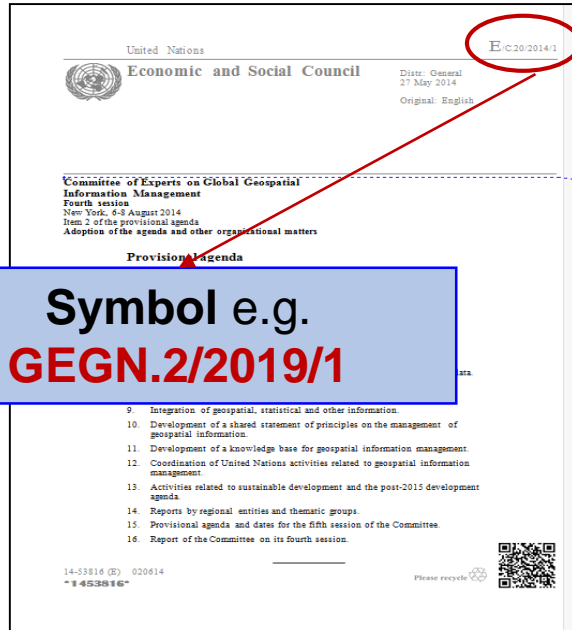 United Nations
E/C.20/2014/1
Economic and Social Council
Distr.: General
27 May 2014
Original: English
Committee of Experts on Global Geospatial
Information Management
Fourth session
New York, 6-8 August 2014
Item 2 of the provisional agenda
Adoption of the agenda and other organizational matters
Provisional agenda
Symbol e.g.
GEGN.2/2019/1
data.
9. Integration of geospatial, statistical and other information.
10. Development of a shared statement of principles on the management of
geospatial information.
11. Development of a knowledge base for geospatial information management.
12. Coordination of United Nations activities related to geospatial information
management.
13. Activities related to sustainable development and the post-2015 development
agenda.
14. Reports by regional entities and thematic groups.
15. Provisional agenda and dates for the fifth session of the Committee.
16. Report of the Committee on its fourth session.
14-53816 (E) 020614
*1453816*
Please recycle